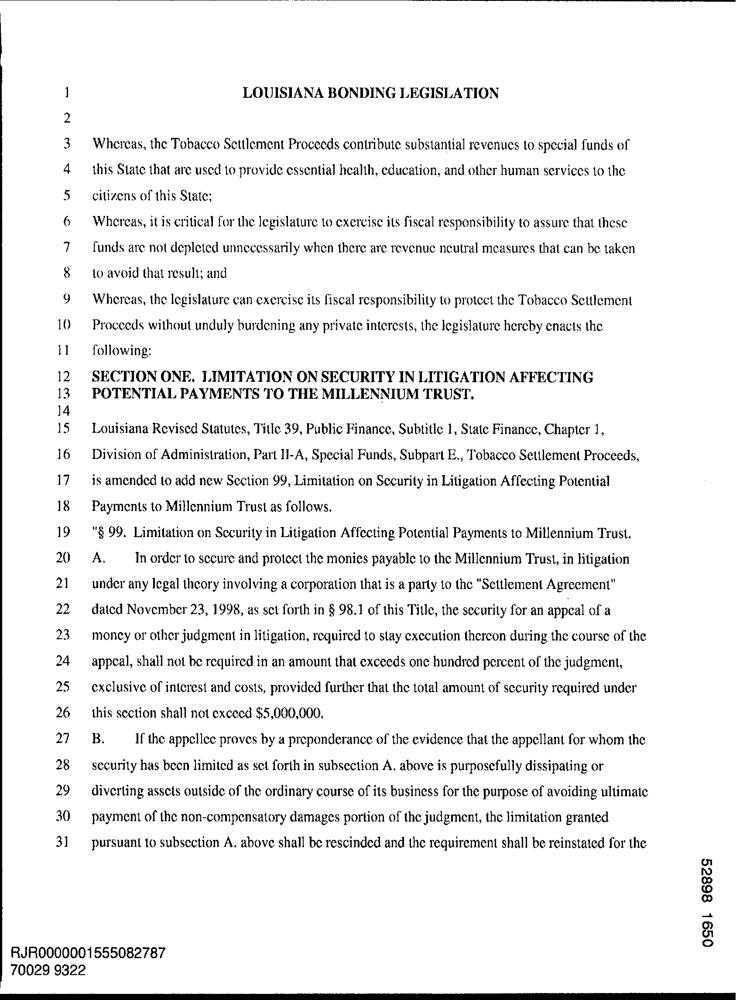 1 LOUISIANA BONDING LEGISLATION
2
3 Whereas, the Tobacco Settlement Proceeds contribute substantial revenues to special funds of
4 this State that are used to provide essential health, education, and other human services to the
5 citizens of this State;
6 Whereas, it is critical for the legislature to exercise its fiscal responsibility to assure that these
7 funds are not depleted unnecessarily when there are revenue neutral measures that can be taken
8 to avoid that result; and
9 Whereas, the legislature can exercise its fiscal responsibility to protect the Tobacco Settlement
10 Proceeds without unduly burdening any private interests, the legislature hereby enacts the
11 following:
12 SECTION ONE. LIMITATION ON SECURITY IN LITIGATION AFFECTING
13 POTENTIAL PAYMENTS TO THE MILLENNIUM TRUST.
14
15 Louisiana Revised Statutes, Title 39, Public Finance, Subtitle 1, State Finance, Chapter 1,
16 Division of Administration, Part II-A, Special Funds, Subpart E., Tobacco Settlement Proceeds,
17 is amended to add new Section 99, Limitation on Security in Litigation Affecting Potential
18 Payments to Millennium Trust as follows.
19 "§ 99. Limitation on Security in Litigation Affecting Potential Payments to Millennium Trust.
20 A. In order to secure and protect the monies payable to the Millennium Trust, in litigation
21 under any legal theory involving a corporation that is a party to the "Settlement Agreement"
22 dated November 23, 1998, as set forth in § 98.1 of this Title, the security for an appeal of a
23 money or other judgment in litigation, required to stay execution thereon during the course of the
24 appeal, shall not be required in an amount that exceeds one hundred percent of the judgment,
25 exclusive of interest and costs, provided further that the total amount of security required under
26 this section shall not exceed $5,000,000.
27 B. If the appellee proves by a preponderance of the evidence that the appellant for whom the
28 security has been limited as set forth in subsection A. above is purposefully dissipating or
29 diverting assets outside of the ordinary course of its business for the purpose of avoiding ultimate
30 payment of the non-compensatory damages portion of the judgment, the limitation granted
31 pursuant to subsection A. above shall be rescinded and the requirement shall be reinstated for the
52898 1650
RJR0000001555082787
70029 9322